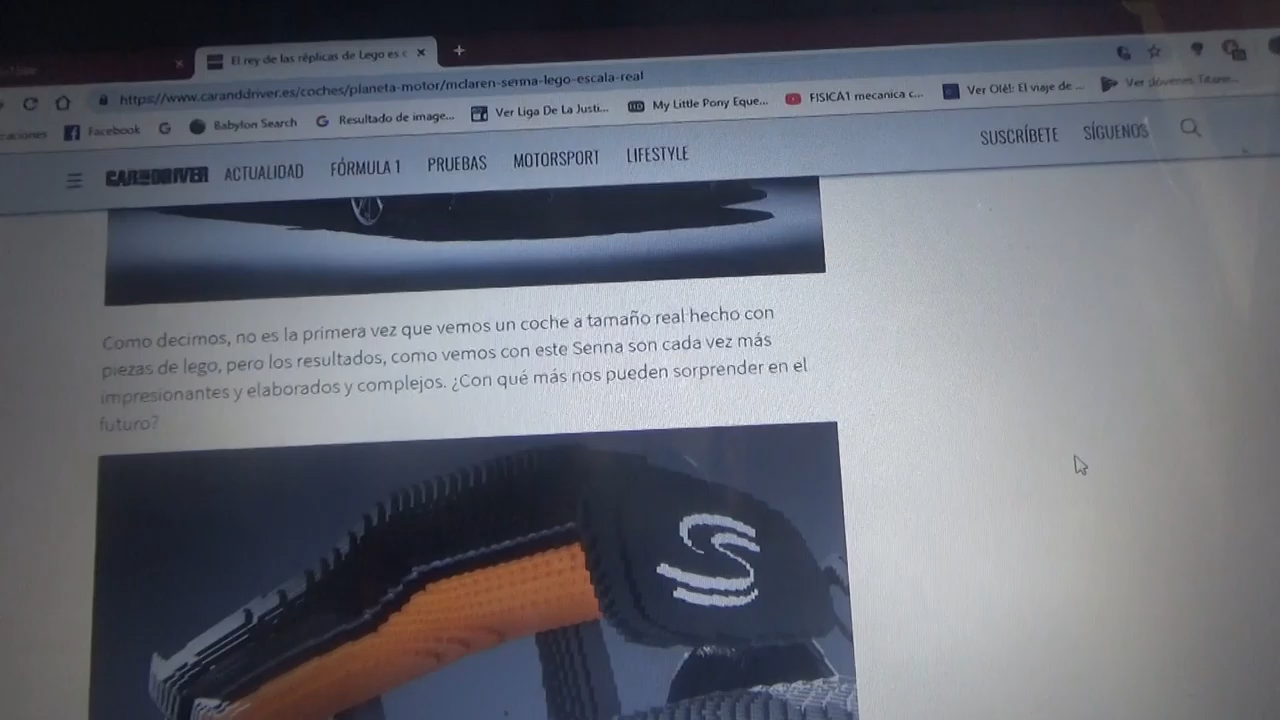 El rey de las réplicas de Lego es
https://www.caranddriver.es/coches/planeta-motor/mclaren-senna-lego-escala-real
Facebook
Babylon Search
Resultado de image...
Ver Liga De La Justi...
My Little Pony Eque...
FISICA1 mecanica c...
Ver Olé!: El viaje de ...
CAR AND DRIVER ACTUALIDAD FÓRMULA 1 PRUEBAS MOTORSPORT LIFESTYLE SUSCRÍBETE SÍGUENOS
Como decimos, no es la primera vez que vemos un coche a tamaño real hecho con
piezas de lego, pero los resultados, como vemos con este Senna son cada vez más
impresionantes y elaborados y complejos. ¿Con qué más nos pueden sorprender en el
futuro?
S